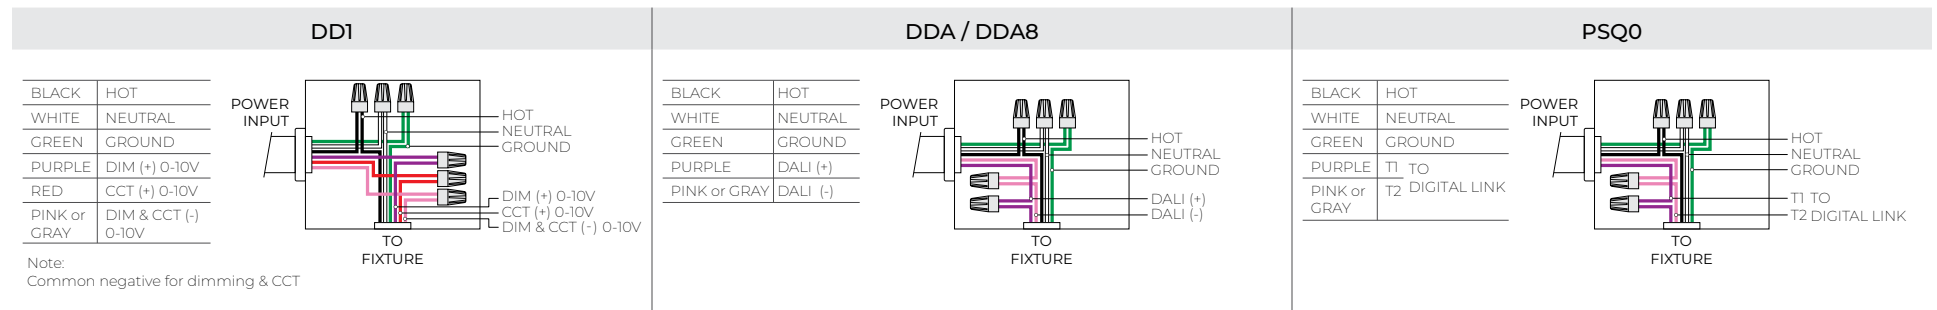 DD1
BLACK HOT
WHITE NEUTRAL
GREEN GROUND
PURPLE DIM (+) 0-10V
RED CCT (+) 0-10V
PINK or GRAY DIM & CCT (-) 0-10V
Note:
Common negative for dimming & CCT
POWER
INPUT
HOT
NEUTRAL
GROUND
DIM (+) 0-10V
CCT (+) 0-10V
DIM & CCT (-) 0-10V
TO
FIXTURE
DDA / DDA8
BLACK HOT
WHITE NEUTRAL
GREEN GROUND
PURPLE DALI (+)
PINK or GRAY DALI (-)
POWER
INPUT
HOT
NEUTRAL
GROUND
DALI (+)
DALI (-)
TO
FIXTURE
PSQ0
BLACK HOT
WHITE NEUTRAL
GREEN GROUND
PURPLE T1 TO
PINK or GRAY T2 DIGITAL LINK
POWER
INPUT
HOT
NEUTRAL
GROUND
T1 TO
T2 DIGITAL LINK
TO
FIXTURE